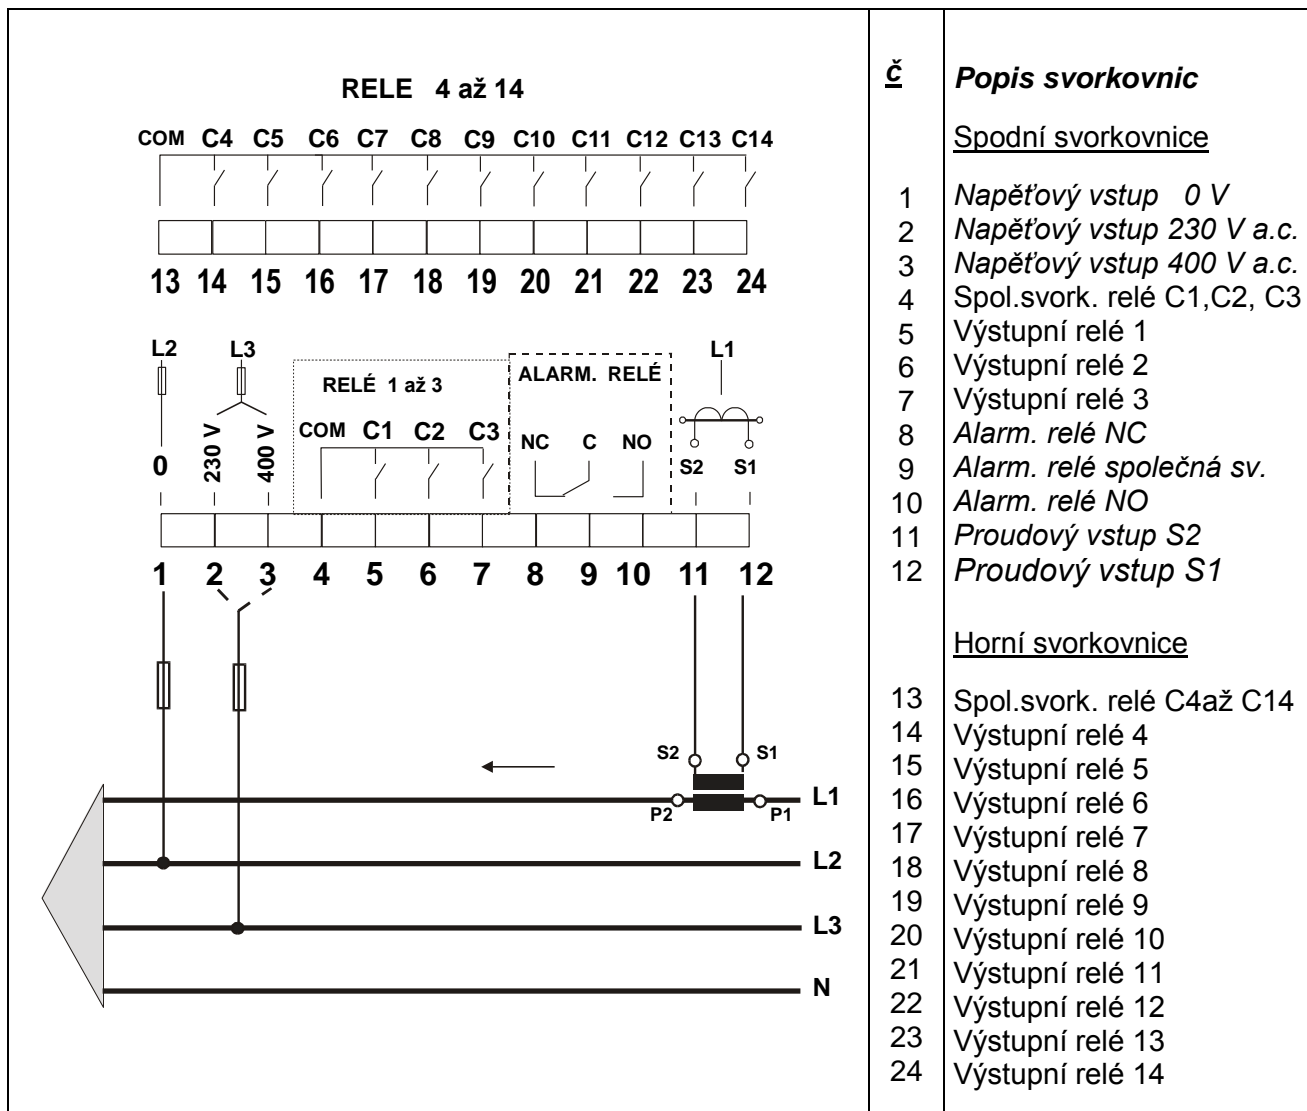 RELE 4 až 14
COM C4 C5 C6 C7 C8 C9 C10 C11 C12 C13 C14
13 14 15 16 17 18 19 20 21 22 23 24
L2 L3 L1
RELÉ 1 až 3
ALARM. RELÉ
COM C1 C2 C3
NC C NO
0 230 V 400 V
S2 S1
1 2 3 4 5 6 7 8 9 10 11 12
S2 S1
P2 P1
L1
L2
L3
N
č Popis svorkovnic
Spodní svorkovnice
1 Napěťový vstup 0 V
2 Napěťový vstup 230 V a.c.
3 Napěťový vstup 400 V a.c.
4 Spol.svork. relé C1,C2, C3
5 Výstupní relé 1
6 Výstupní relé 2
7 Výstupní relé 3
8 Alarm. relé NC
9 Alarm. relé společná sv.
10 Alarm. relé NO
11 Proudový vstup S2
12 Proudový vstup S1
Horní svorkovnice
13 Spol.svork. relé C4až C14
14 Výstupní relé 4
15 Výstupní relé 5
16 Výstupní relé 6
17 Výstupní relé 7
18 Výstupní relé 8
19 Výstupní relé 9
20 Výstupní relé 10
21 Výstupní relé 11
22 Výstupní relé 12
23 Výstupní relé 13
24 Výstupní relé 14